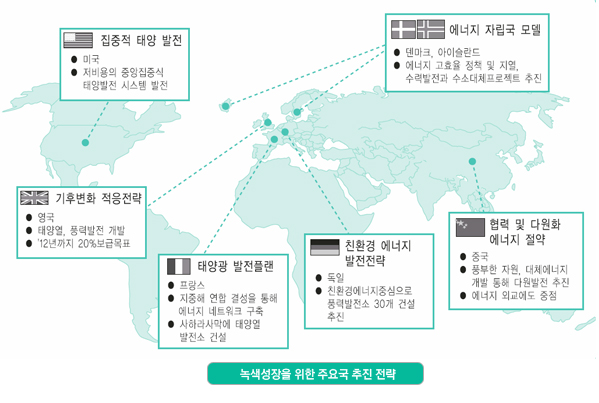 집중적 태양 발전
● 미국
● 저비용의 중앙집중식
태양발전 시스템 발전
에너지 자립국 모델
● 덴마크, 아이슬란드
● 에너지 고효율 정책 및 지열,
수력발전과 수소대체프로젝트 추진
기후변화 적응전략
● 영국
● 태양열, 풍력발전 개발
● '12년까지 20%보급목표
태양광 발전플랜
● 프랑스
● 지중해 연합 결성을 통해
에너지 네트워크 구축
● 사하라사막에 태양열
발전소 건설
친환경 에너지
발전전략
● 독일
● 친환경에너지중심으로
풍력발전소 30개 건설
추진
협력 및 다원화
에너지 절약
● 중국
● 풍부한 자원, 대체에너지
개발 통해 다원발전 추진
● 에너지 외교에도 중점
녹색성장을 위한 주요국 추진 전략